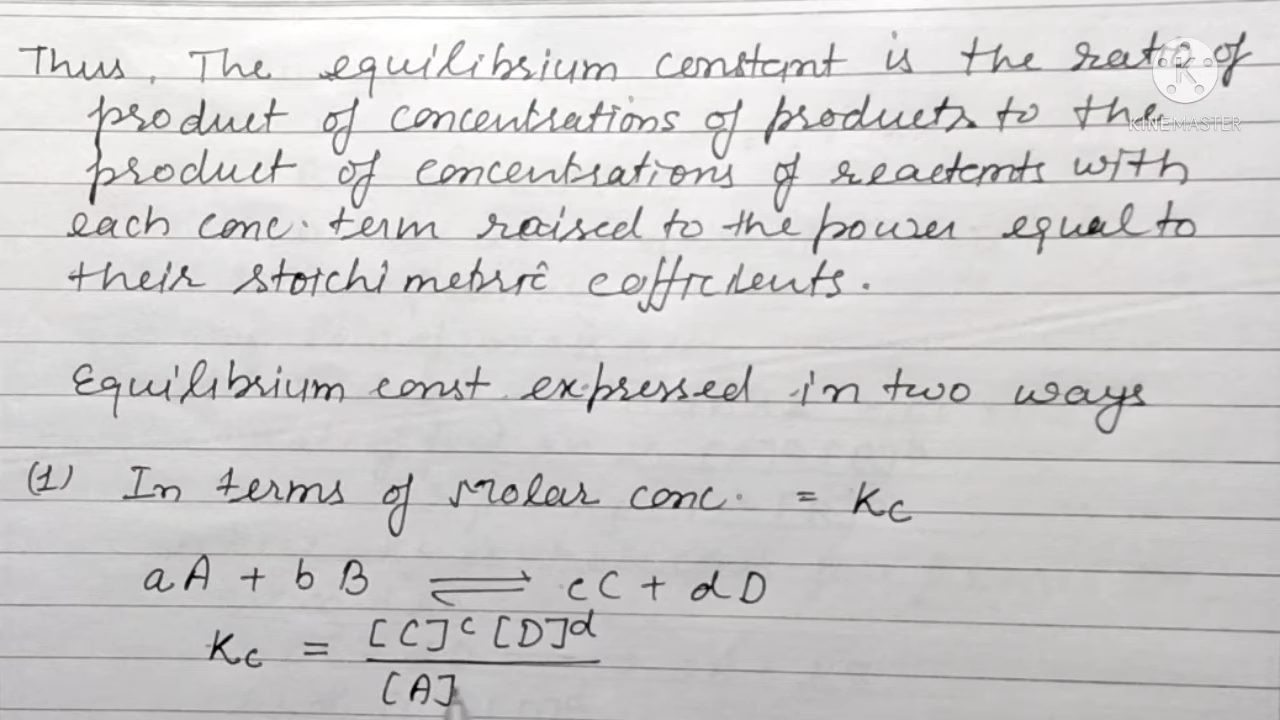 Thus, The equilibrium constant is the ratio of
product of concentrations of products to the
product of concentrations of reactants with
each conc. term raised to the power equal to
their stoichimetric cofficients.
Equilibrium const expressed in two ways
(1) In terms of Molar conc. = Kc
aA + bB ⇌ cC + dD
Kc = [C]^c [D]^d
[A]
K
KINEMASTER